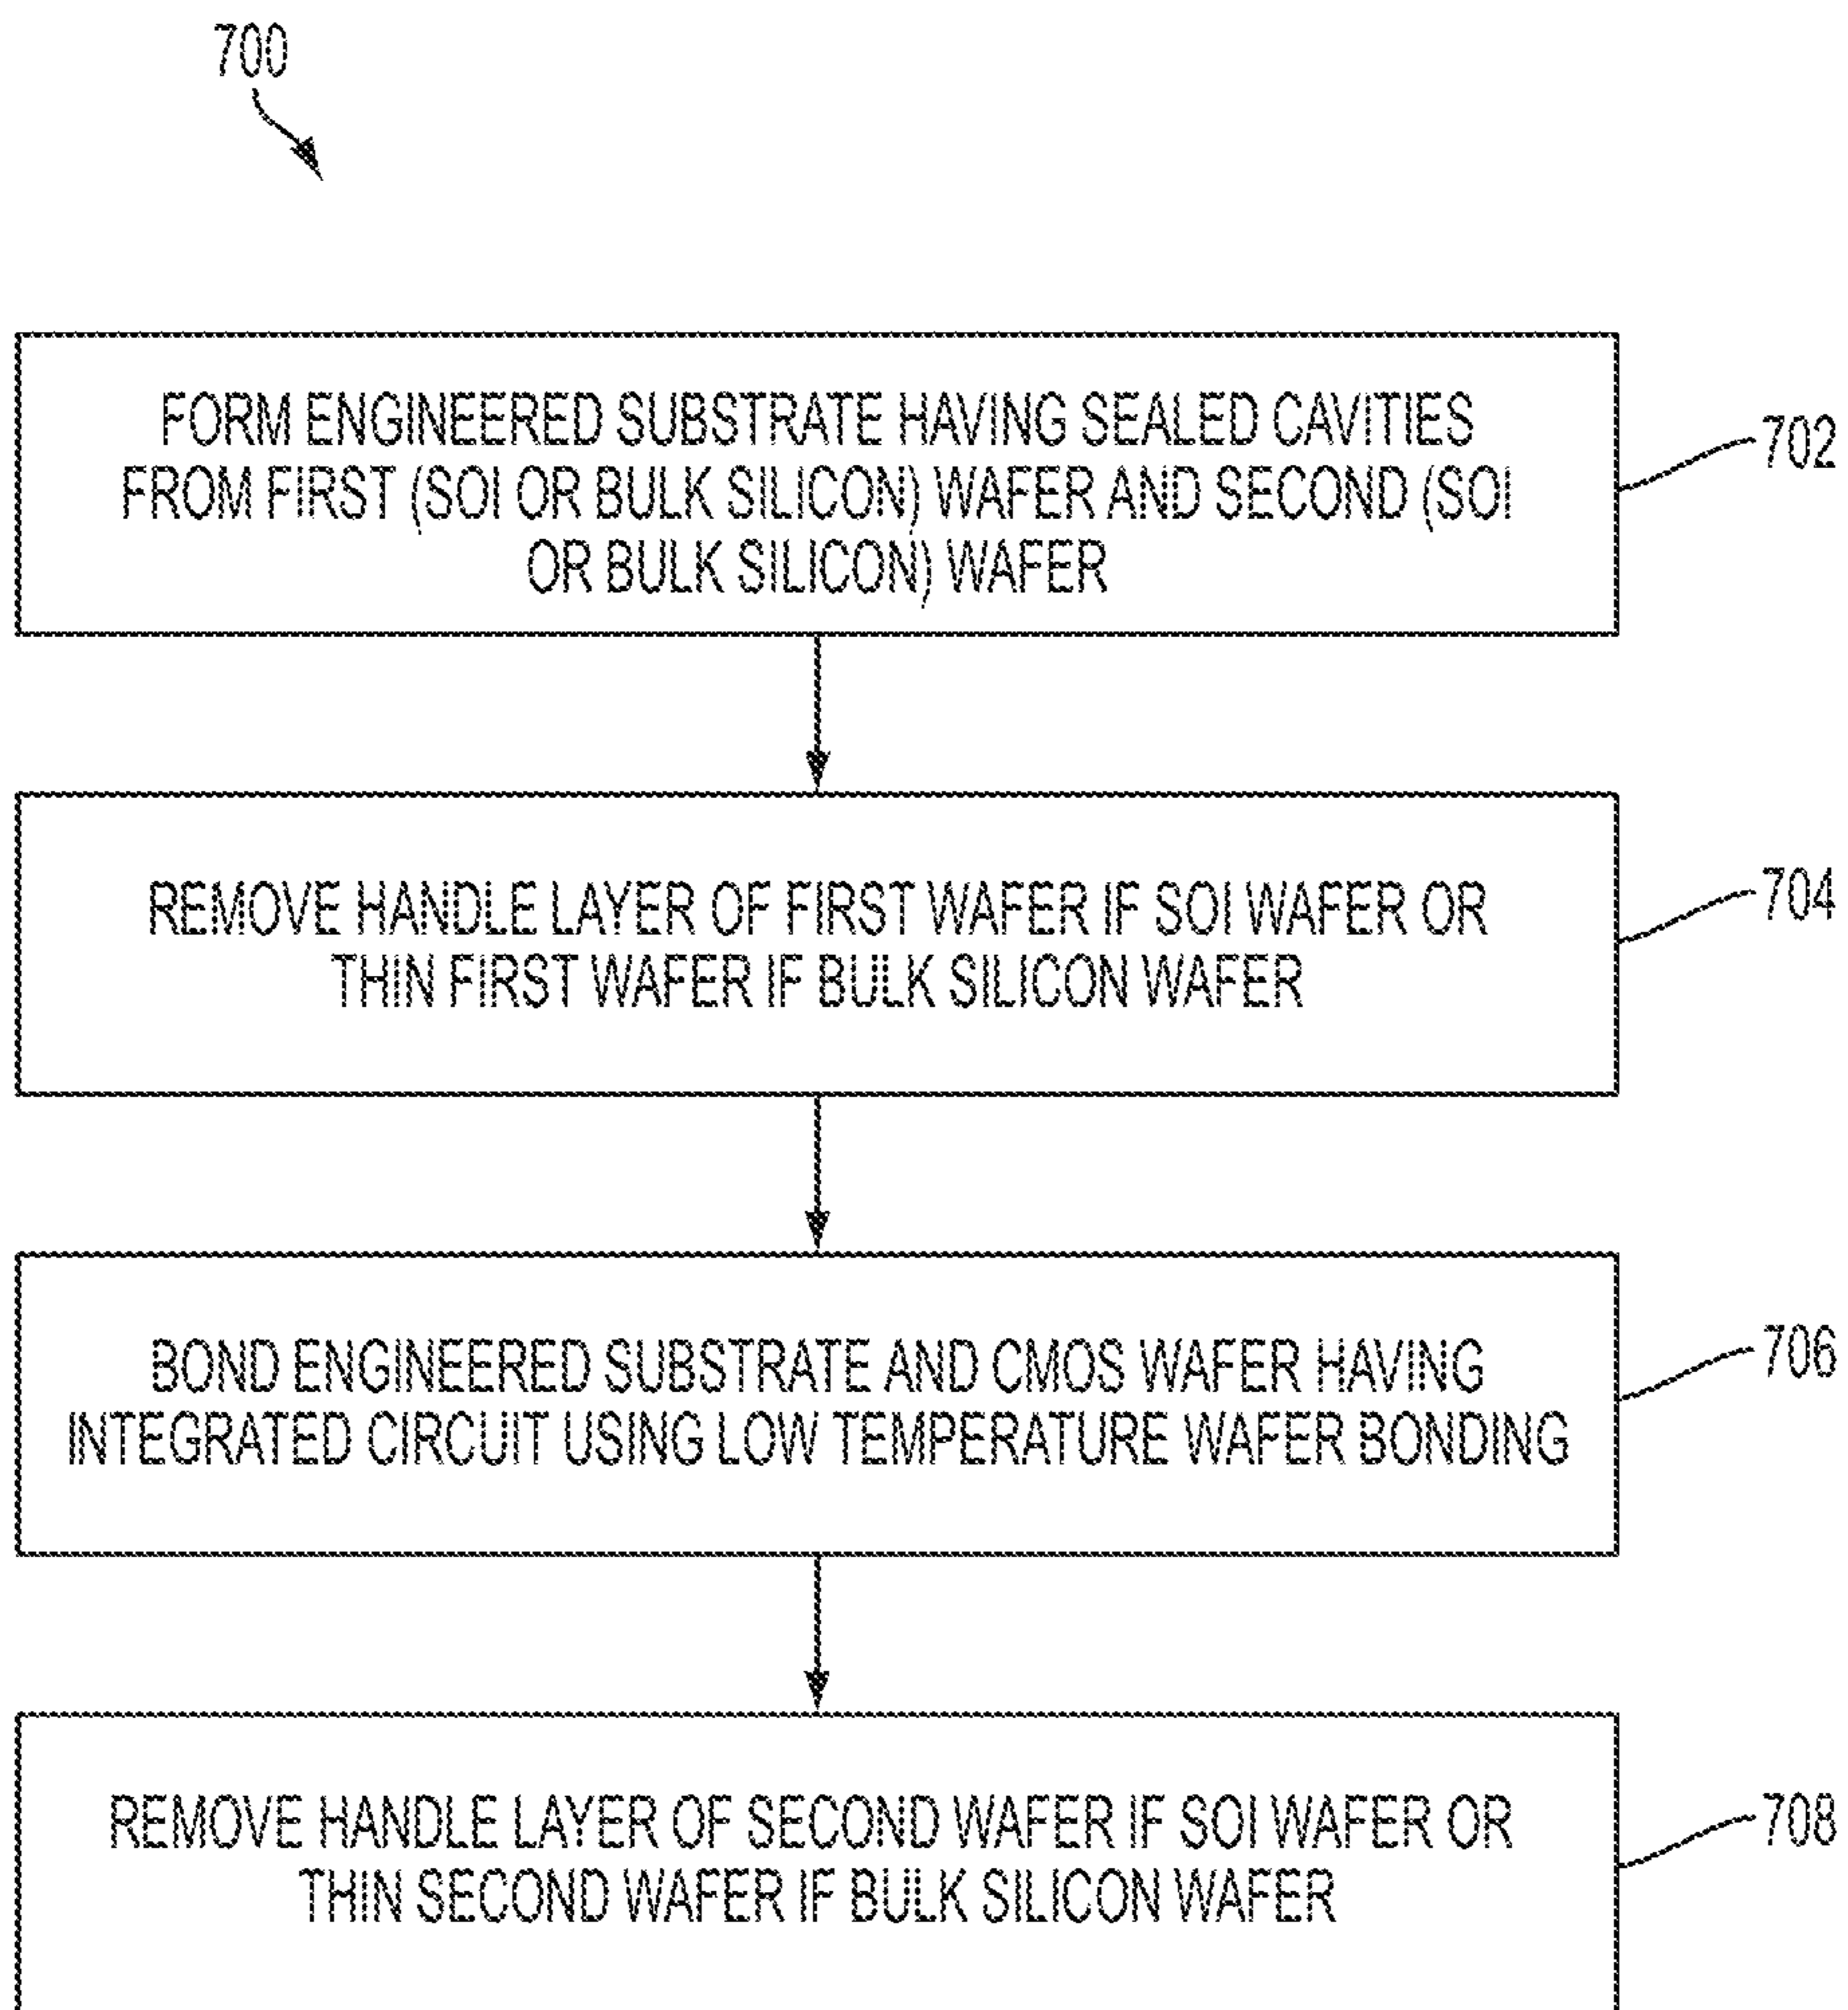 700
FORM ENGINEERED SUBSTRATE HAVING SEALED CAVITIES
FROM FIRST (SOI OR BULK SILICON) WAFER AND SECOND (SOI
OR BULK SILICON) WAFER
702
REMOVE HANDLE LAYER OF FIRST WAFER IF SOI WAFER OR
THIN FIRST WAFER IF BULK SILICON WAFER
704
BOND ENGINEERED SUBSTRATE AND CMOS WAFER HAVING
INTEGRATED CIRCUIT USING LOW TEMPERATURE WAFER BONDING
706
REMOVE HANDLE LAYER OF SECOND WAFER IF SOI WAFER OR
THIN SECOND WAFER IF BULK SILICON WAFER
708